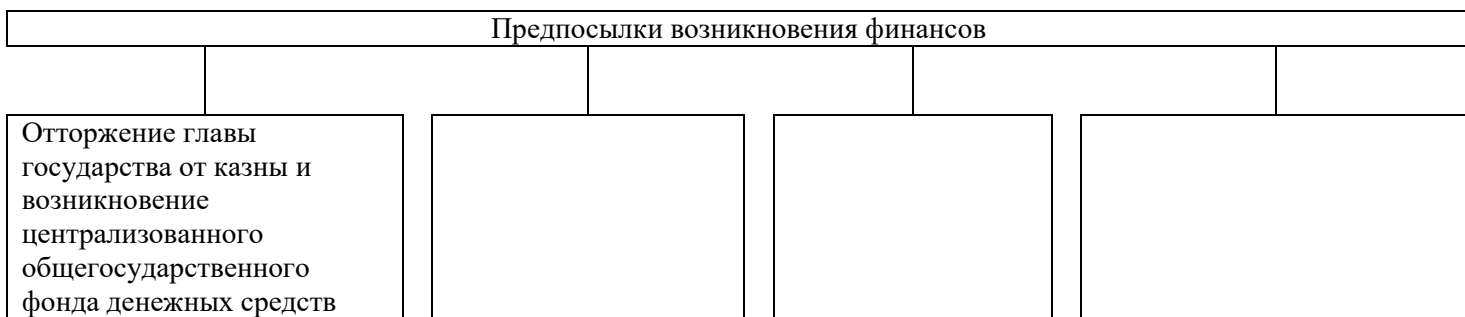 Предпосылки возникновения финансов
Отторжение главы
государства от казны и
возникновение
централизованного
общегосударственного
фонда денежных средств